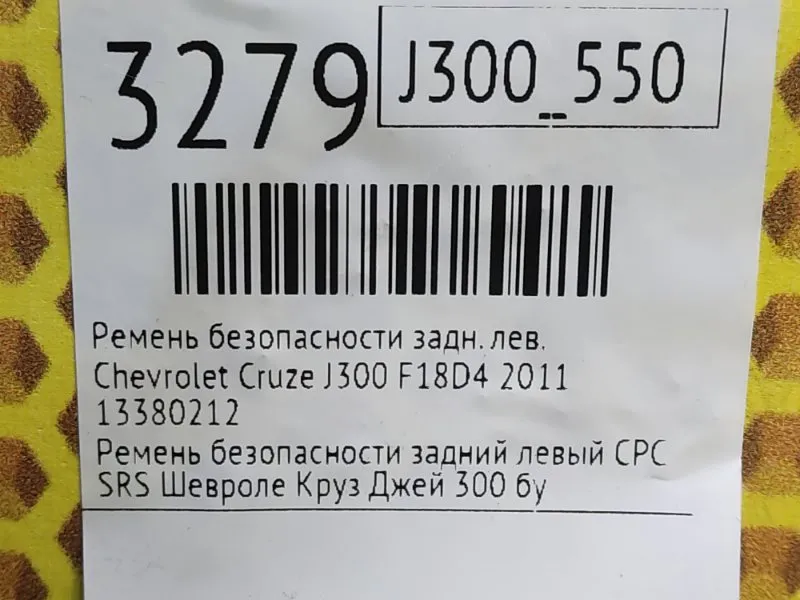 3279
J300_550
Ремень безопасности задн. лев.
Chevrolet Cruze J300 F18D4 2011
13380212
Ремень безопасности задний левый СРС
SRS Шевроле Круз Джей 300 бу